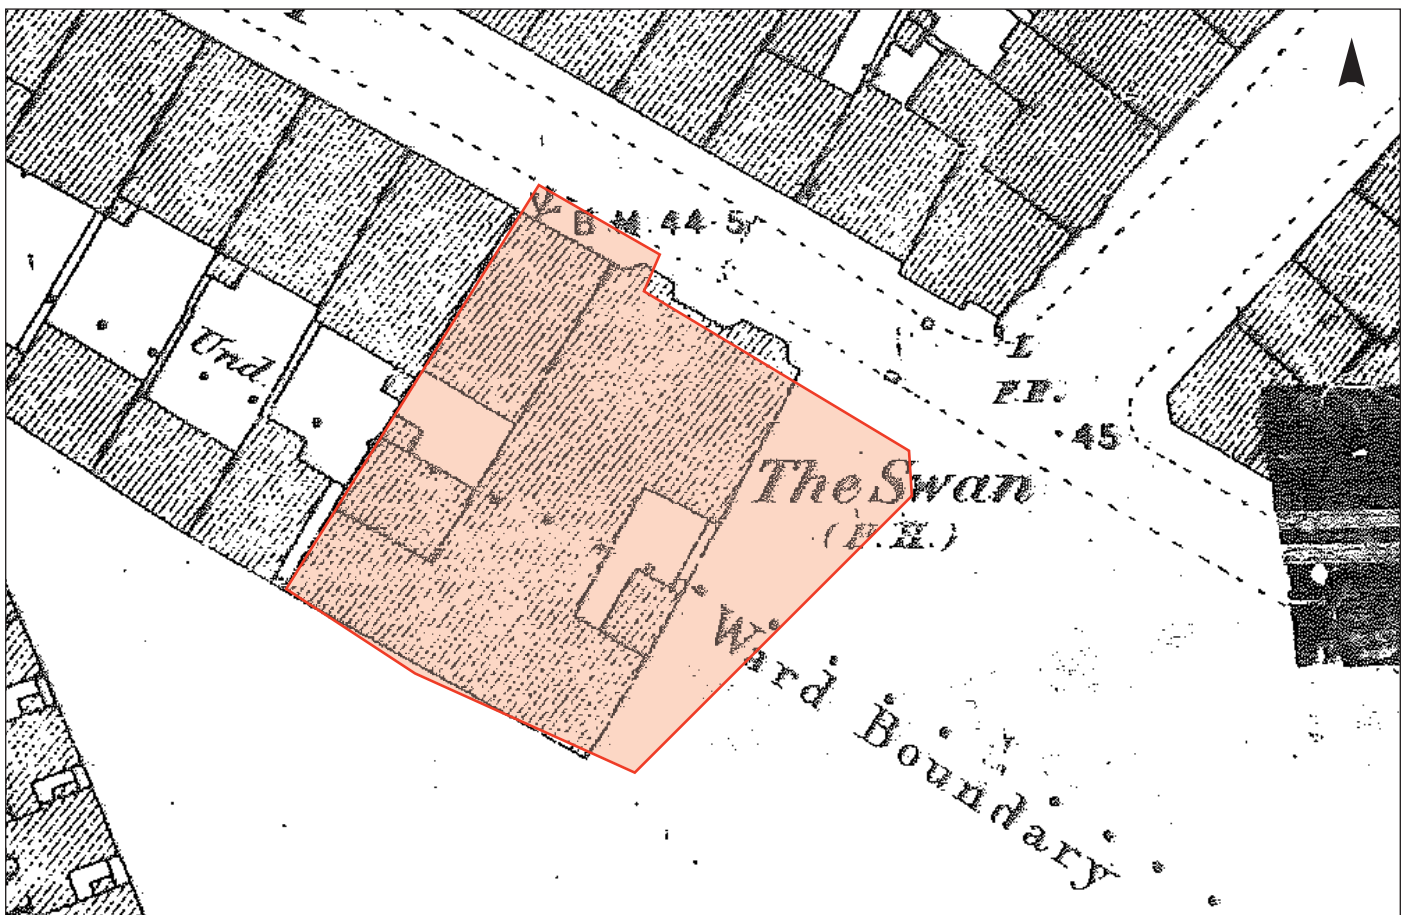 B.M. 44·5
Und.
L
P.B.
45
The Swan
(P.H.)
Ward Boundary